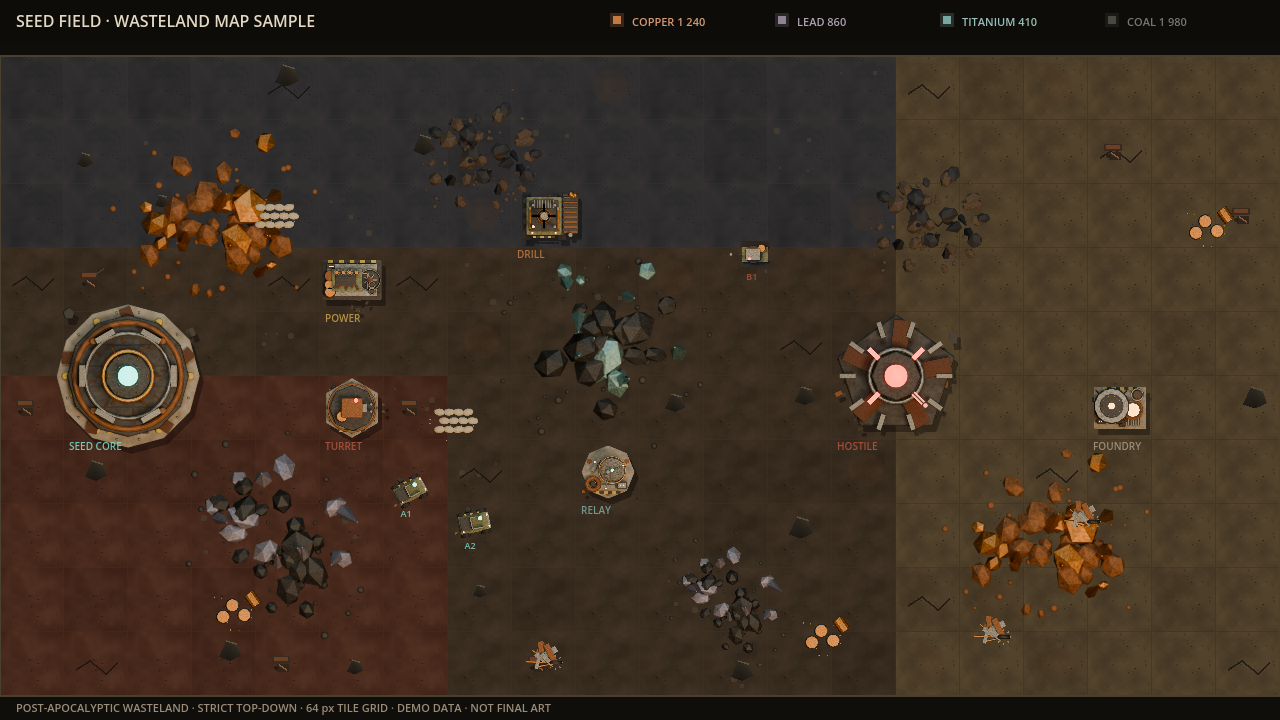 SEED FIELD · WASTELAND MAP SAMPLE
COPPER 1 240
LEAD 860
TITANIUM 410
COAL 1 980
DRILL
B1
POWER
SEED CORE
TURRET
HOSTILE
FOUNDRY
A1
RELAY
A2
POST-APOCALYPTIC WASTELAND · STRICT TOP-DOWN · 64 px TILE GRID · DEMO DATA · NOT FINAL ART